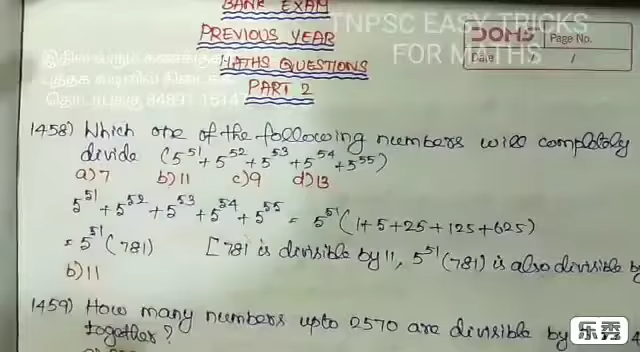 BANK EXAM
TNPSC EASY TRICKS
PREVIOUS YEAR
FOR MATHS
MATHS QUESTIONS
PART 2
DOMS Page No.
Date /
1458) Which one of the following numbers will completely
divide (5^51+5^52+5^53+5^54+5^55)
a) 7 b) 11 c) 9 d) 13
5^51+5^52+5^53+5^54+5^55 = 5^51(1+5+25+125+625)
= 5^51(781) [781 is divisible by 11, 5^51(781) is also divisible by
b) 11
1459) How many numbers upto 2570 are divisible by
together?
乐秀